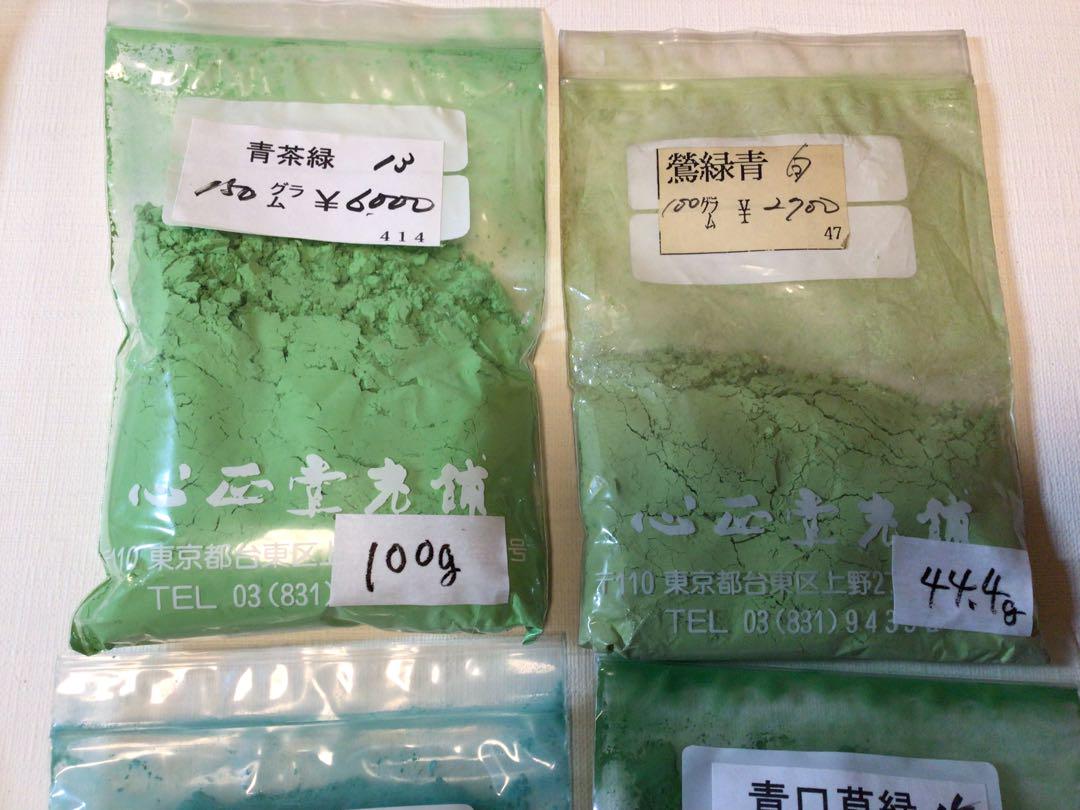 青茶緑 13
150グラム ¥6,000
414
心正堂老舗
〒110 東京都台東区上 号
TEL 03(831)
100g
鶯緑青 白
100グラム ¥2700
47
心正堂老舗
〒110 東京都台東区上野2
TEL 03(831)943
44.4g
青口草緑